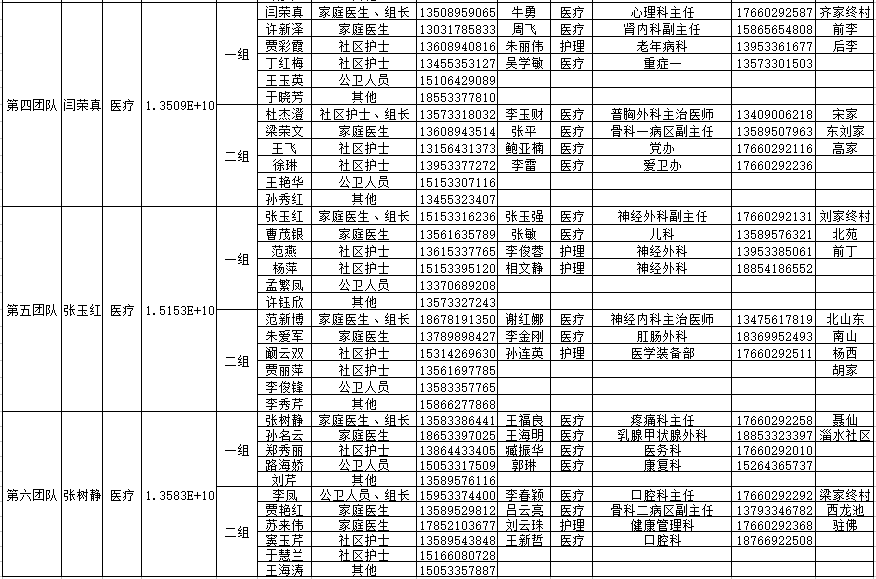 闫荣真 家庭医生、组长 13508959065 牛勇 医疗 心理科主任 17660292587 齐家终村
许新泽 家庭医生 13031785833 周飞 医疗 肾内科副主任 15865654808 前李
贾彩霞 社区护士 13608940816 朱丽伟 护理 老年病科 13953361677 后李
一组
丁红梅 社区护士 13455353127 吴学敏 医疗 重症一 13573301503
王玉英 公卫人员 15106429089
于晓芳 其他 18553377810
第四团队 闫荣真 医疗 1.3509E+10
杜杰澄 社区护士、组长 13573318032 李玉财 医疗 普胸外科主治医师 13409006218 宋家
梁荣文 家庭医生 13608943514 张平 医疗 骨科一病区副主任 13589507963 东刘家
王飞 社区护士 13156431373 鲍亚楠 医疗 党办 17660292116 高家
二组
徐琳 社区护士 13953377272 李雷 医疗 爱卫办 17660292236
王艳华 公卫人员 15153307116
孙秀红 其他 13455323407
张玉红 家庭医生、组长 15153316236 张玉强 医疗 神经外科副主任 17660292131 刘家终村
曹茂银 家庭医生 13561635789 张敏 医疗 儿科 13589576321 北苑
范燕 社区护士 13615337765 李俊蓉 护理 神经外科 13953385061 前丁
一组
杨萍 社区护士 15153395120 相文静 护理 神经外科 18854186552
孟繁凤 公卫人员 13370689208
许钰欣 其他 13573327243
第五团队 张玉红 医疗 1.5153E+10
范新博 家庭医生、组长 18678191350 谢红娜 医疗 神经内科主治医师 13475617819 北山东
朱爱军 家庭医生 13789898427 李金刚 医疗 肛肠外科 18369952493 南山
阚云双 社区护士 15314269630 孙连英 护理 医学装备部 17660292511 杨西
二组
贾丽萍 社区护士 13561697785 胡家
李俊锋 公卫人员 13583357765
李秀芹 其他 15866277868
张树静 家庭医生、组长 13583386441 王福良 医疗 疼痛科主任 17660292258 聂仙
孙名云 家庭医生 18653397025 王海明 医疗 乳腺甲状腺外科 18853323397 淄水社区
一组
郑秀丽 社区护士 13864433405 臧振华 医疗 医务科 17660292010
路海娇 公卫人员 15053317509 郭琳 医疗 康复科 15264365737
刘芹 其他 13589576116
第六团队 张树静 医疗 1.3583E+10
李凤 公卫人员、组长 15953374400 李春颖 医疗 口腔科主任 17660292292 梁家终村
贾艳红 家庭医生 13589529812 吕云亮 医疗 骨科二病区副主任 13793346782 西龙池
苏来伟 家庭医生 17852103677 刘云珠 护理 健康管理科 17660292368 驻佛
二组
窦玉芹 社区护士 13589543848 王新哲 医疗 口腔科 18766922508
于慧兰 社区护士 15166080728
王海涛 其他 15053357887